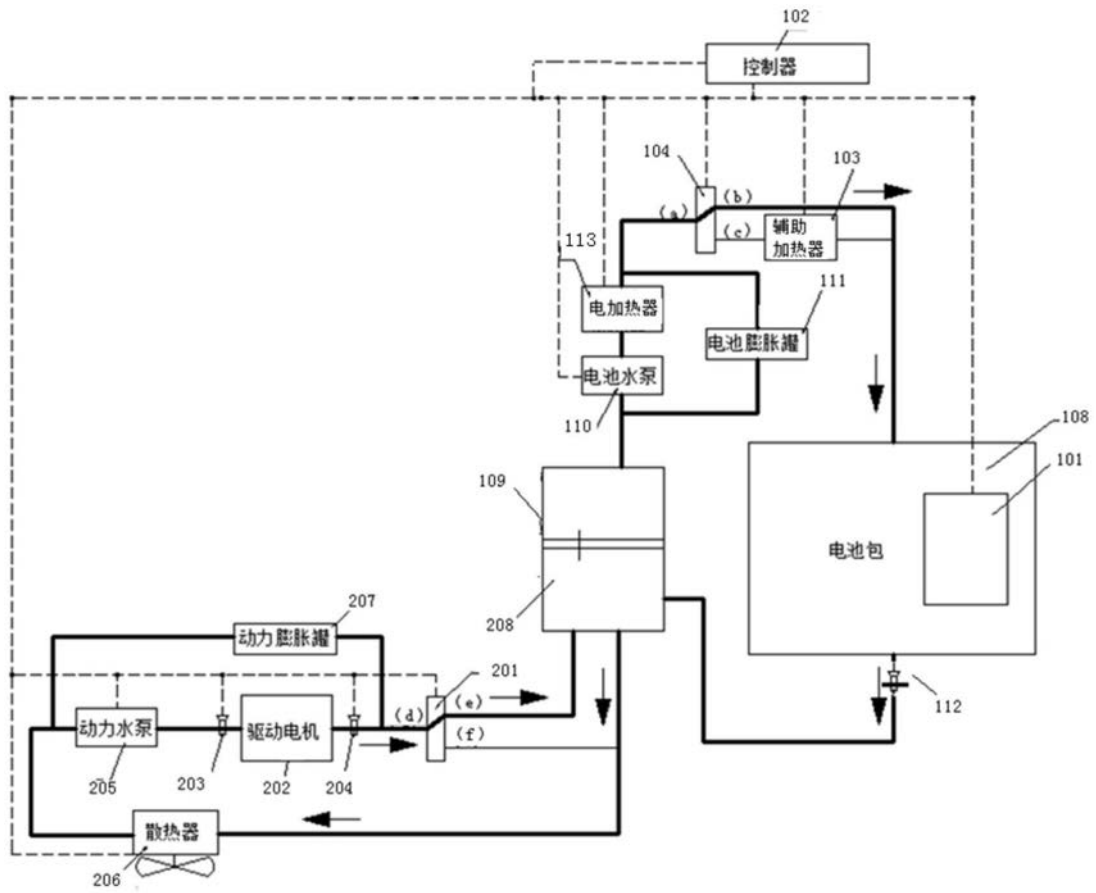 102
控制器
104
103
(b)
(a)
(c)
辅助
加热器
113
111
电加热器
电池膨胀罐
电池水泵
110
108
109
101
电池包
208
207
动力膨胀罐
201
(d)
(e)
(f)
动力水泵
驱动电机
112
205
203
202
204
散热器
206